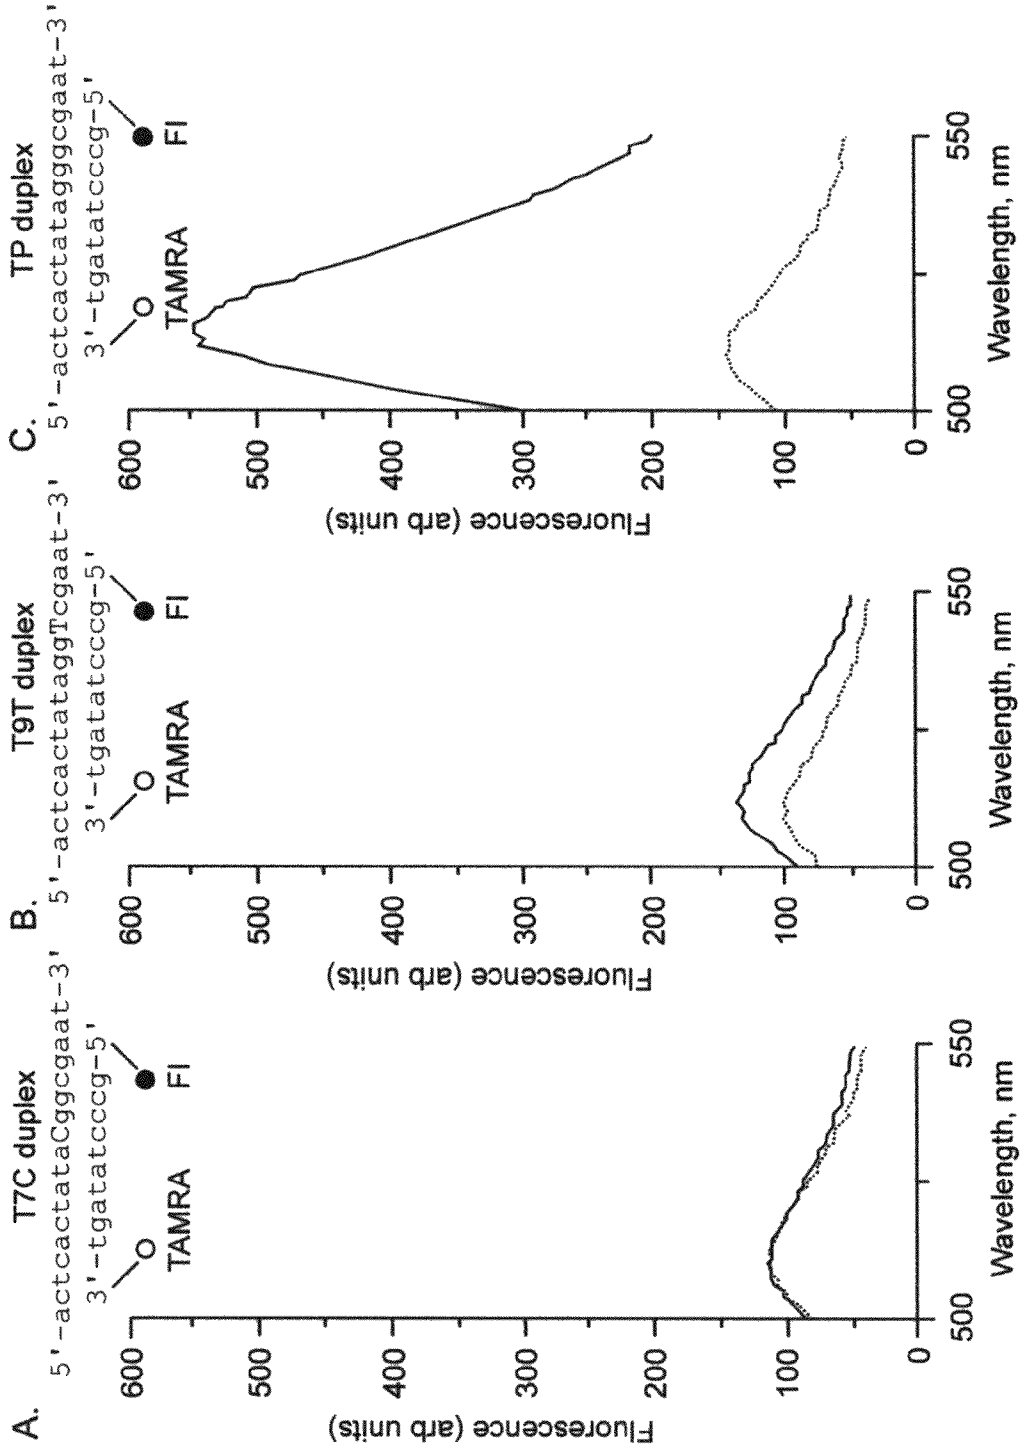 A.
T7C duplex
5'-actcactataCggcgaat-3'
3'-tgatatcccg-5'
TAMRA
Fl
Fluorescence (arb units)
600
500
400
300
200
100
0
500
550
Wavelength, nm
B.
T9T duplex
5'-actcactataggTcgaat-3'
3'-tgatatcccg-5'
TAMRA
Fl
Fluorescence (arb units)
600
500
400
300
200
100
0
500
550
Wavelength, nm
C.
TP duplex
5'-actcactatagggcgaat-3'
3'-tgatatcccg-5'
TAMRA
Fl
Fluorescence (arb units)
600
500
400
300
200
100
0
500
550
Wavelength, nm